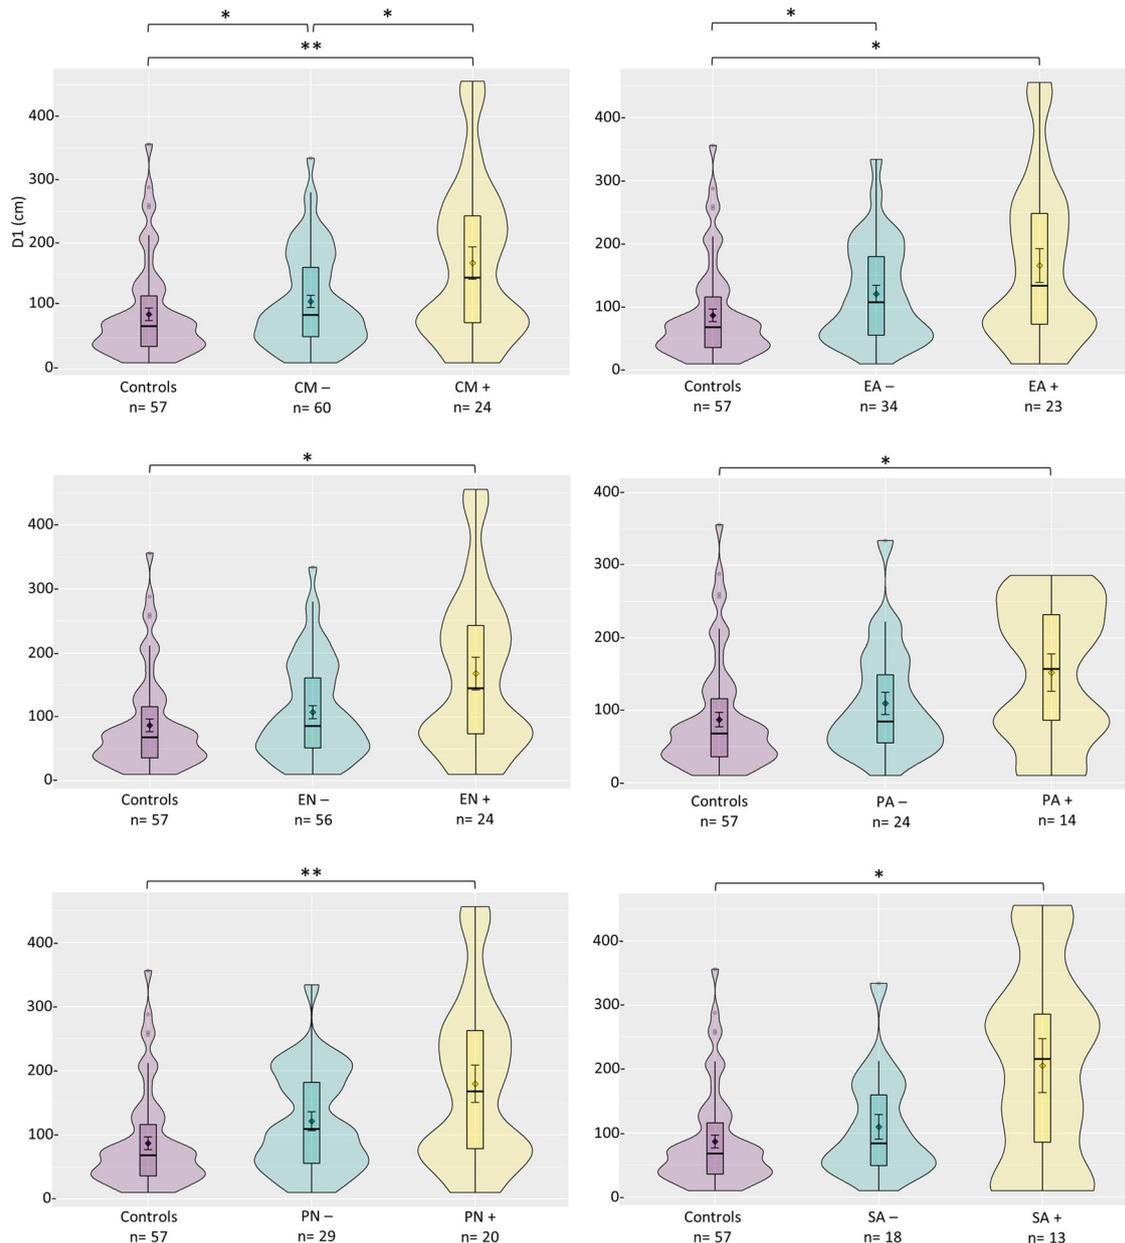 * * *
** *
D1 (cm)
400-
300-
200-
100-
0-
Controls CM – CM +
n= 57 n= 60 n= 24
400-
300-
200-
100-
0-
Controls EA – EA +
n= 57 n= 34 n= 23
*
400-
300-
200-
100-
0-
Controls EN – EN +
n= 57 n= 56 n= 24
*
400-
300-
200-
100-
0-
Controls PA – PA +
n= 57 n= 24 n= 14
**
400-
300-
200-
100-
0-
Controls PN – PN +
n= 57 n= 29 n= 20
*
400-
300-
200-
100-
0-
Controls SA – SA +
n= 57 n= 18 n= 13